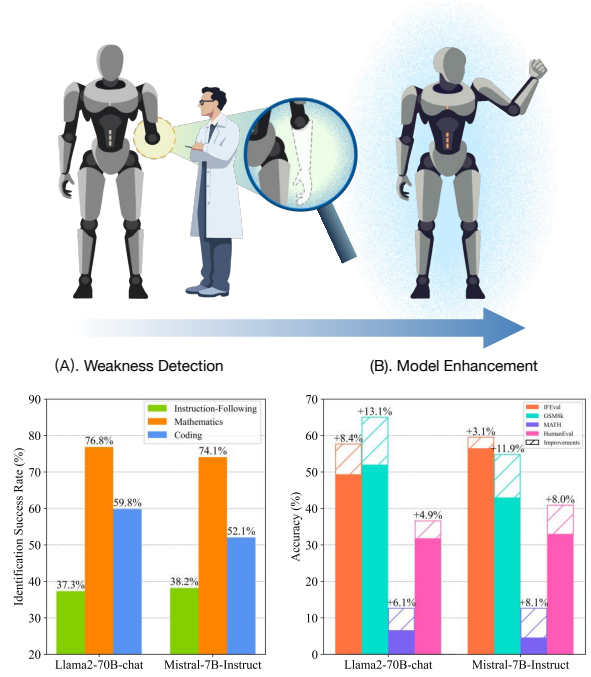 (A). Weakness Detection
(B). Model Enhancement
Identification Success Rate (%)
90
80
70
60
50
40
30
20
Instruction-Following
Mathematics
Coding
37.3%
76.8%
59.8%
38.2%
74.1%
52.1%
Llama2-70B-chat
Mistral-7B-Instruct
Accuracy (%)
70
60
50
40
30
20
10
0
IFEval
GSM8k
MATH
HumanEval
Improvements
+8.4%
+13.1%
+6.1%
+4.9%
+3.1%
+11.9%
+8.1%
+8.0%
Llama2-70B-chat
Mistral-7B-Instruct